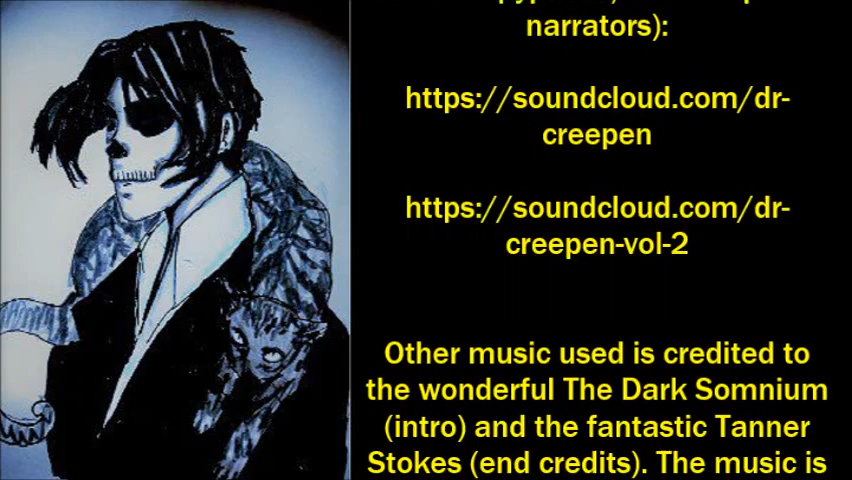 narrators):
https://soundcloud.com/dr-
creepen
https://soundcloud.com/dr-
creepen-vol-2
Other music used is credited to
the wonderful The Dark Somnium
(intro) and the fantastic Tanner
Stokes (end credits). The music is